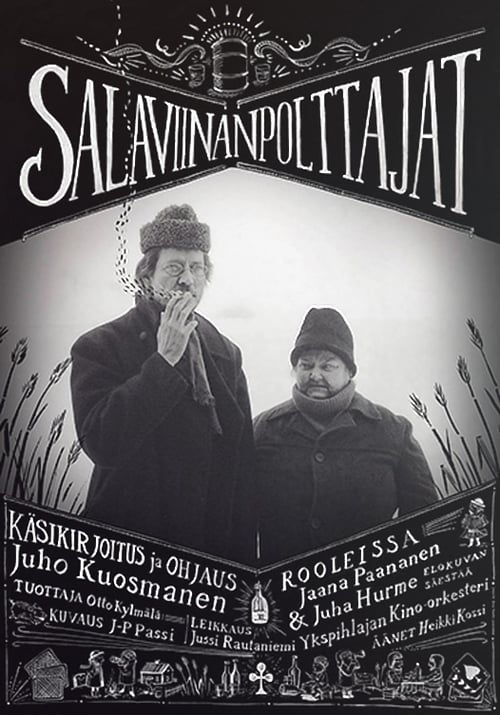 SALAVIINANPOLTTAJAT
KÄSIKIRJOITUS ja OHJAUS
Juho Kuosmanen
TUOTTAJA Otto Kylmälä
KUVAUS J-P Passi
LEIKKAUS
Jussi Rautaniemi
ROOLEISSA
Jaana Paananen
& Juha Hurme
ELOKUVAN
SÄESTÄÄ
Ykspihlajan Kino-orkesteri
ÄÄNET Heikki Kossi